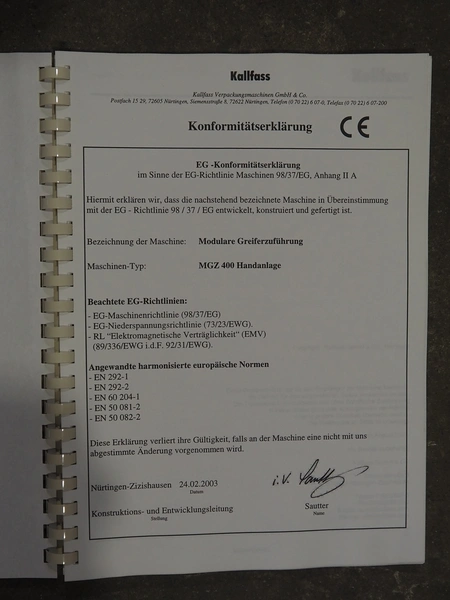 Kallfass
Kallfass Verpackungsmaschinen GmbH & Co.
Postfach 15 29, 72605 Nürtingen, Siemensstraße 8, 72622 Nürtingen, Telefon (0 70 22) 6 07-0, Telefax (0 70 22) 6 07-200
Konformitätserklärung CE
EG -Konformitätserklärung
im Sinne der EG-Richtlinie Maschinen 98/37/EG, Anhang II A
Hiermit erklären wir, dass die nachstehend bezeichnete Maschine in Übereinstimmung
mit der EG - Richtlinie 98 / 37 / EG entwickelt, konstruiert und gefertigt ist.
Bezeichnung der Maschine: Modulare Greiferzuführung
Maschinen-Typ: MGZ 400 Handanlage
Beachtete EG-Richtlinien:
- EG-Maschinenrichtlinie (98/37/EG)
- EG-Niederspannungsrichtlinie (73/23/EWG).
- RL “Elektromagnetische Verträglichkeit“ (EMV)
(89/336/EWG i.d.F. 92/31/EWG).
Angewandte harmonisierte europäische Normen
- EN 292-1
- EN 292-2
- EN 60 204-1
- EN 50 081-2
- EN 50 082-2
Diese Erklärung verliert ihre Gültigkeit, falls an der Maschine eine nicht mit uns
abgestimmte Änderung vorgenommen wird.
Nürtingen-Zizishausen 24.02.2003 i.V. Sautter
Datum
Konstruktions- und Entwicklungsleitung Sautter
Stellung Name